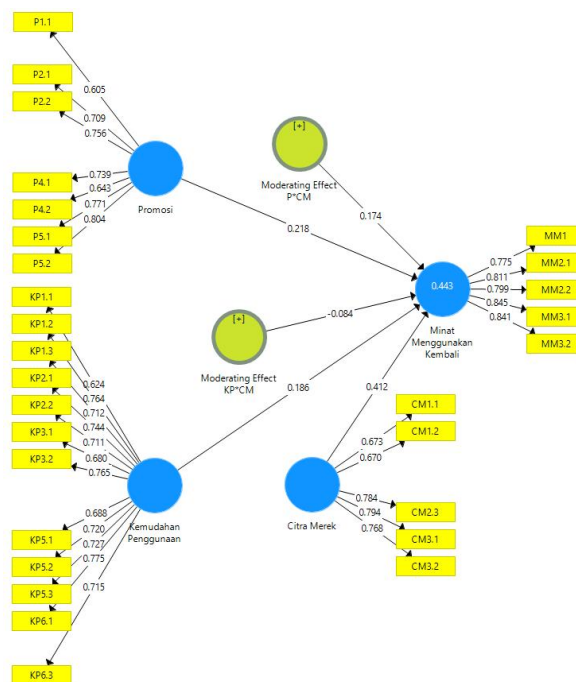 P1.1
P2.1
P2.2
P4.1
P4.2
P5.1
P5.2
0.605
0.709
0.756
0.739
0.643
0.771
0.804
Promosi
[+]
Moderating Effect
P*CM
0.174
0.218
KP1.1
KP1.2
KP1.3
KP2.1
KP2.2
KP3.1
KP3.2
KP5.1
KP5.2
KP5.3
KP6.1
KP6.3
0.624
0.764
0.712
0.744
0.711
0.680
0.765
0.688
0.720
0.727
0.775
0.715
Kemudahan
Penggunaan
[+]
Moderating Effect
KP*CM
-0.084
0.186
0.443
Minat
Menggunakan
Kembali
0.775
0.811
0.799
0.845
0.841
MM1
MM2.1
MM2.2
MM3.1
MM3.2
0.412
Citra Merek
0.673
0.670
0.784
0.794
0.768
CM1.1
CM1.2
CM2.3
CM3.1
CM3.2